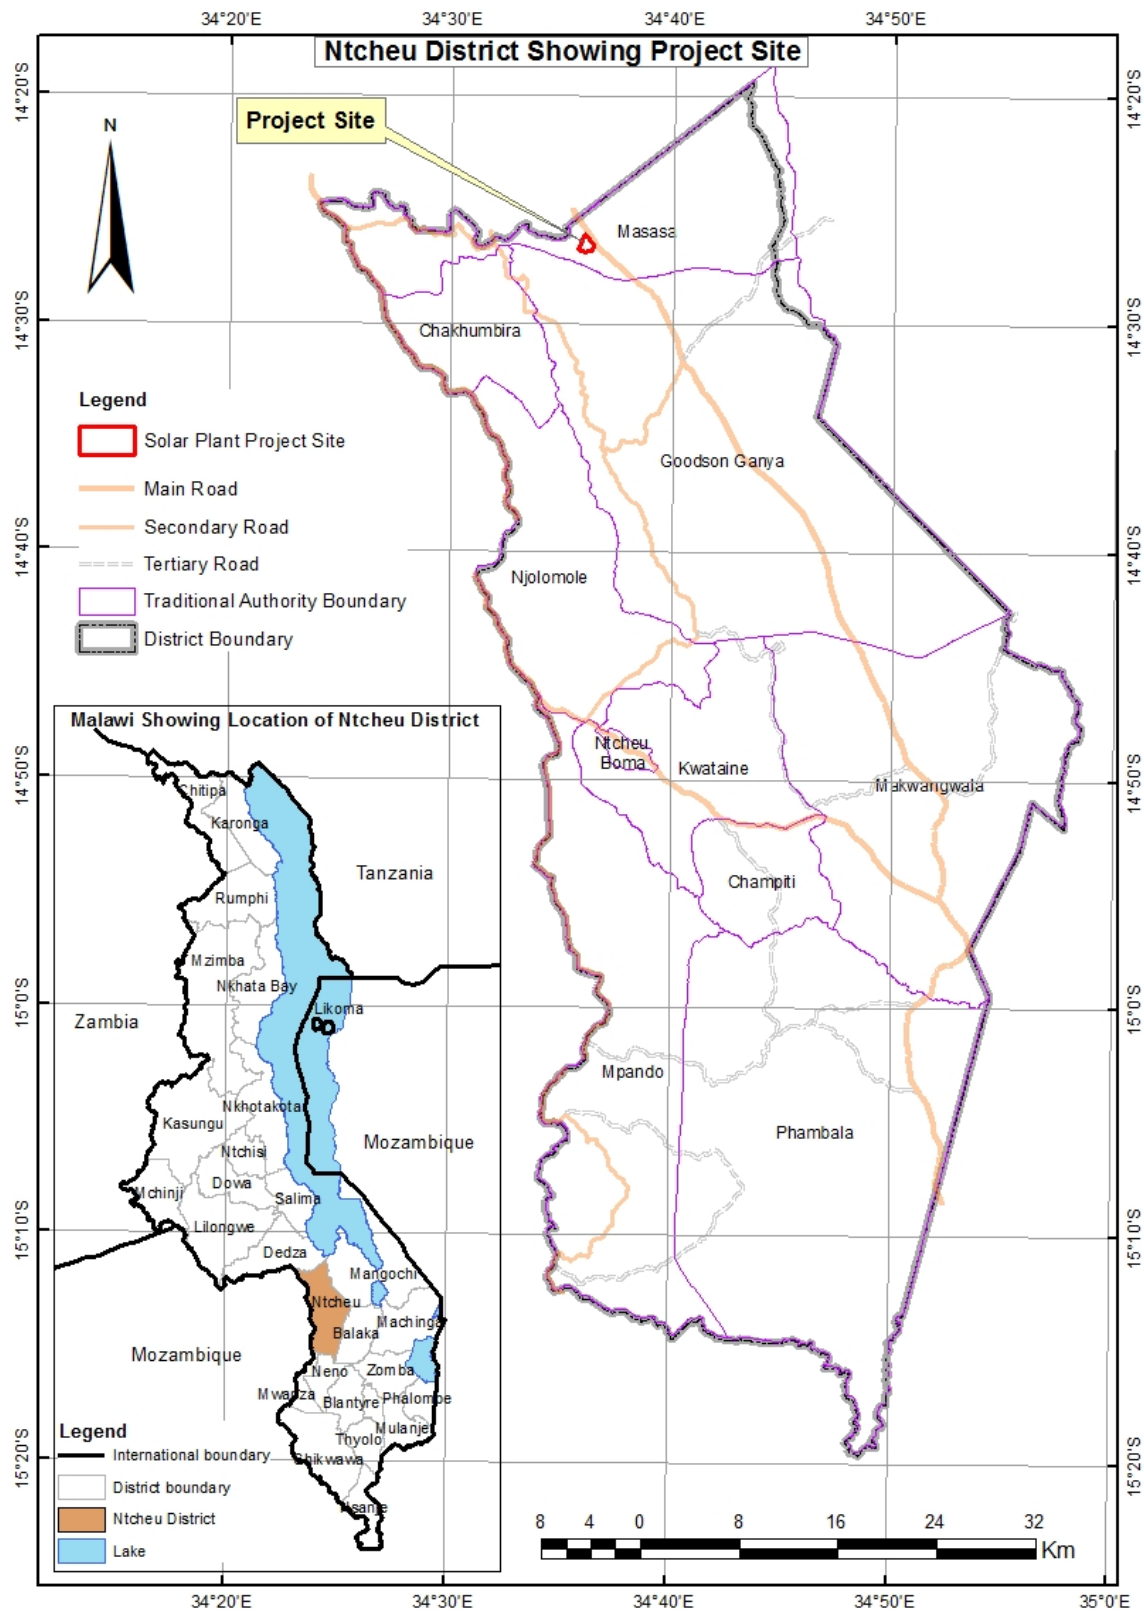 34°20'E 34°30'E 34°40'E 34°50'E
Ntcheu District Showing Project Site
14°20'S 14°20'S
Project Site
N
Masasa
14°30'S 14°30'S
Chakhumbira
Legend
Solar Plant Project Site
Main Road
Secondary Road
Tertiary Road
Traditional Authority Boundary
District Boundary
Goodson Ganya
14°40'S 14°40'S
Njolomole
Ntcheu
Boma
Kwataine
Makwangwala
14°50'S 14°50'S
Champiti
15°0'S 15°0'S
Mpando
Phambala
15°10'S 15°10'S
15°20'S 15°20'S
Malawi Showing Location of Ntcheu District
Chitipa
Karonga
Tanzania
Rumphi
Mzimba
Nkhata Bay
Likoma
Zambia
Nkhotakota
Kasungu
Mozambique
Ntchisi
Dowa
Mchinji
Salima
Lilongwe
Dedza
Mangochi
Ntcheu
Machinga
Balaka
Mozambique
Neno
Zomba
Mwanza
Blantyre
Phalombe
Mulanje
Thyolo
Chikwawa
Nsanje
Legend
International boundary
District boundary
Ntcheu District
Lake
8 4 0 8 16 24 32
Km
34°20'E 34°30'E 34°40'E 34°50'E 35°0'E